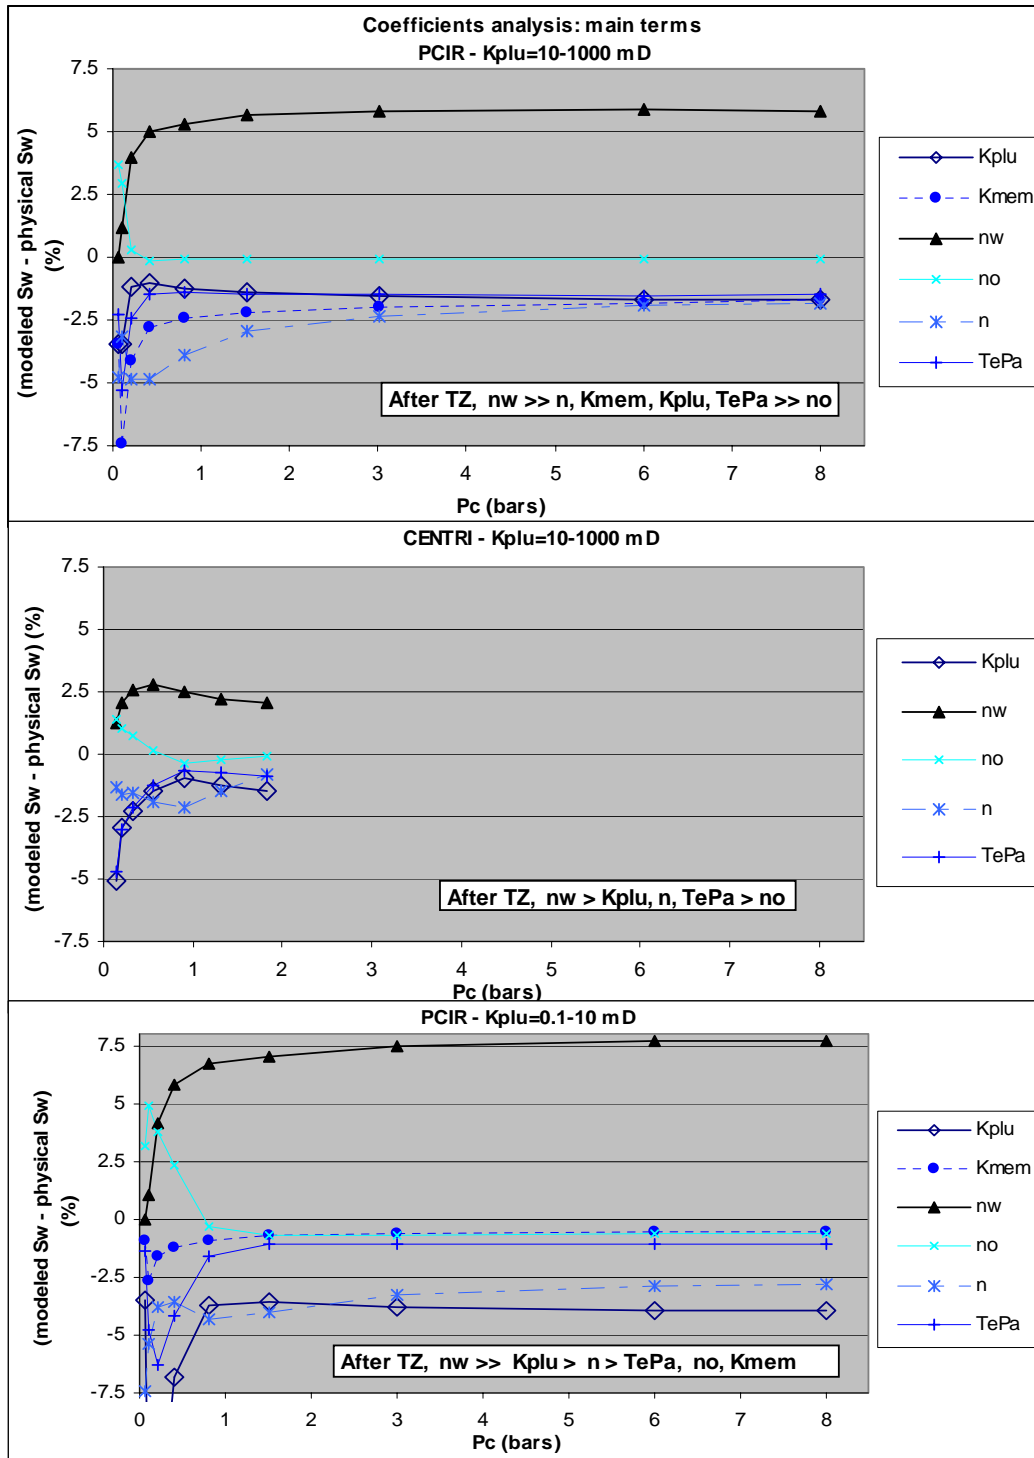 Coefficients analysis: main terms
PCIR - Kplu=10-1000 mD
(modeled Sw - physical Sw)
(%)
7.5
5
2.5
0
-2.5
-5
-7.5
0 1 2 3 4 5 6 7 8
Pc (bars)
After TZ, nw >> n, Kmem, Kplu, TePa >> no
Kplu
Kmem
nw
no
n
TePa
CENTRI - Kplu=10-1000 mD
(modeled Sw - physical Sw) (%)
7.5
5
2.5
0
-2.5
-5
-7.5
0 1 2 3 4 5 6 7 8
Pc (bars)
After TZ, nw > Kplu, n, TePa > no
Kplu
nw
no
n
TePa
PCIR - Kplu=0.1-10 mD
(modeled Sw - physical Sw)
(%)
7.5
5
2.5
0
-2.5
-5
-7.5
0 1 2 3 4 5 6 7 8
Pc (bars)
After TZ, nw >> Kplu > n > TePa, no, Kmem
Kplu
Kmem
nw
no
n
TePa